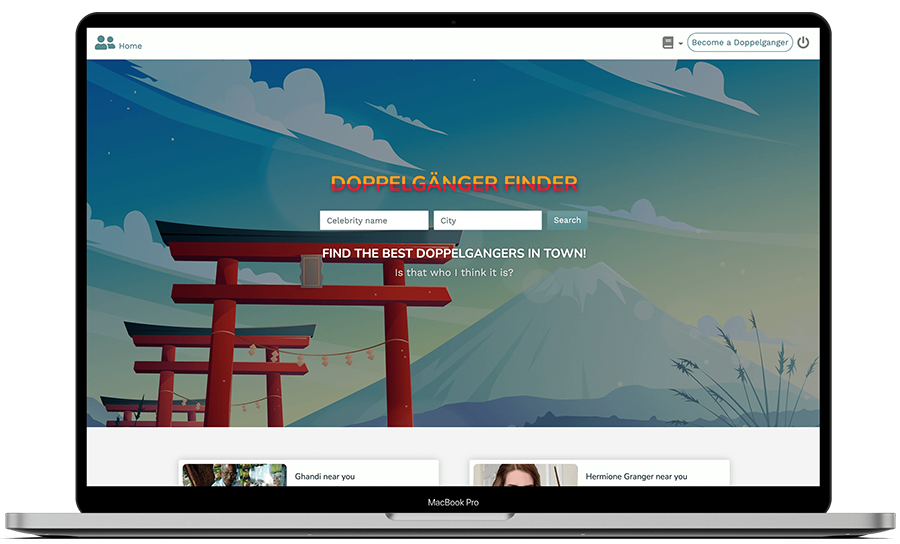 Home
Become a Doppelganger
DOPPELGÄNGER FINDER
Celebrity name
City
Search
FIND THE BEST DOPPELGANGERS IN TOWN!
Is that who I think it is?
Ghandi near you
Hermione Granger near you
MacBook Pro